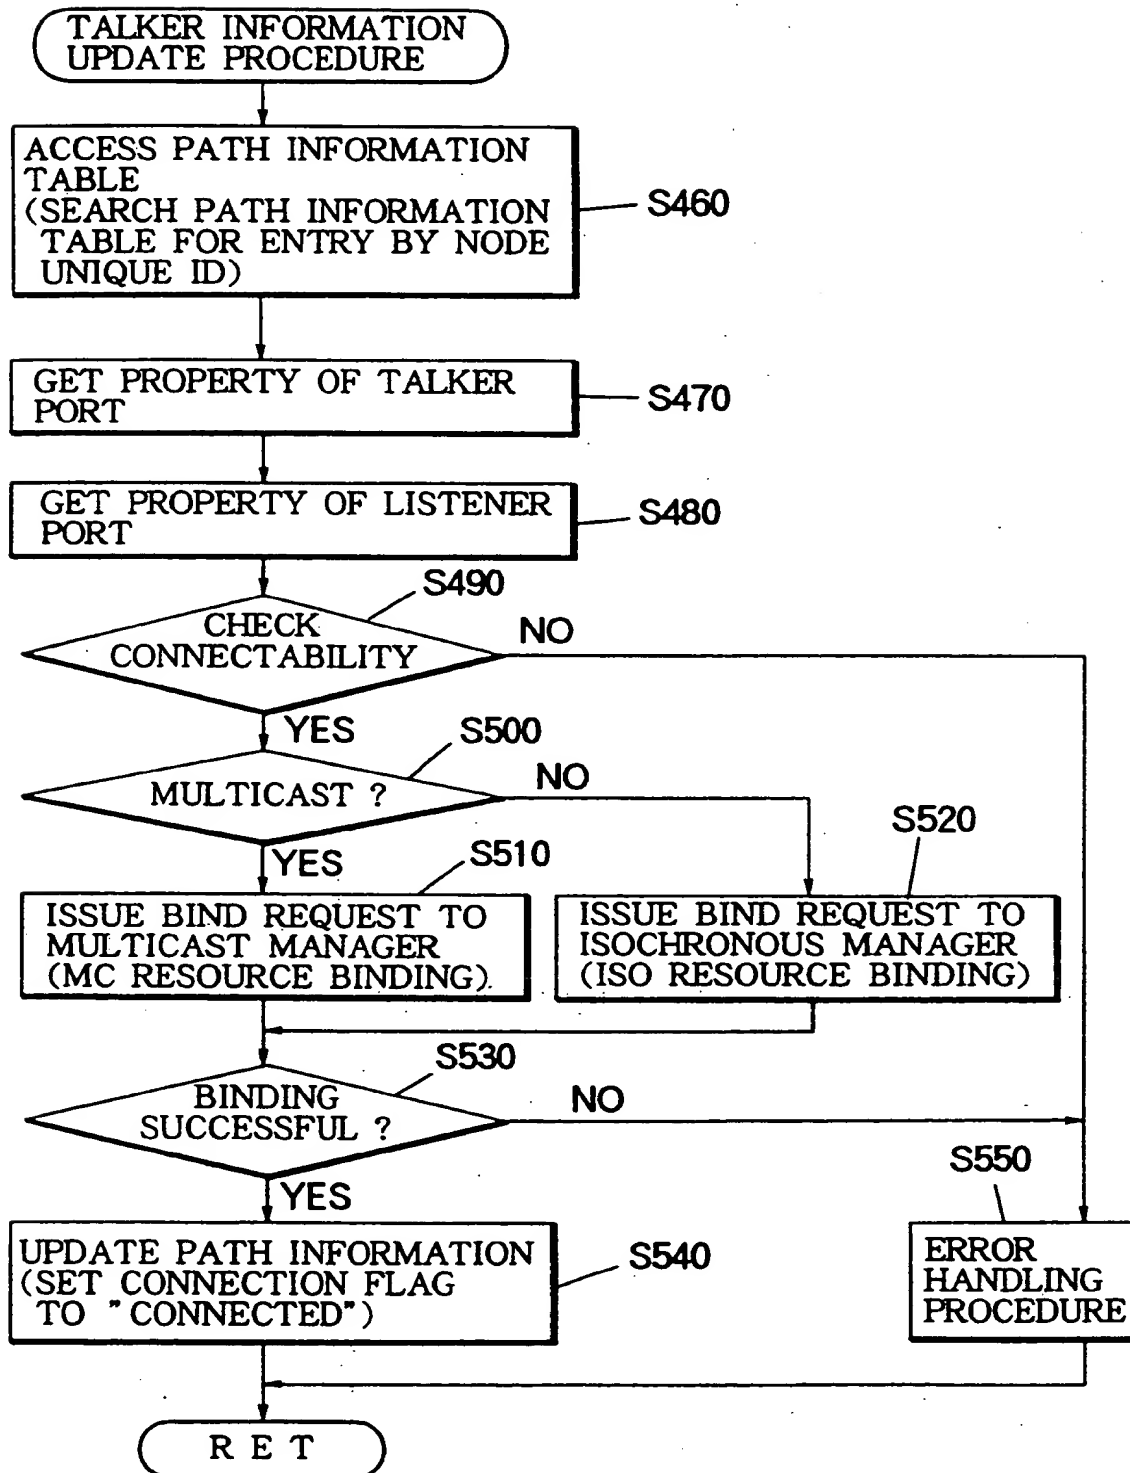 TALKER INFORMATION
UPDATE PROCEDURE
ACCESS PATH INFORMATION
TABLE
(SEARCH PATH INFORMATION
TABLE FOR ENTRY BY NODE
UNIQUE ID)
S460
GET PROPERTY OF TALKER
PORT
S470
GET PROPERTY OF LISTENER
PORT
S480
S490
CHECK
CONNECTABILITY
NO
YES
S500
MULTICAST ?
NO
S520
YES
S510
ISSUE BIND REQUEST TO
MULTICAST MANAGER
(MC RESOURCE BINDING)
ISSUE BIND REQUEST TO
ISOCHRONOUS MANAGER
(ISO RESOURCE BINDING)
S530
BINDING
SUCCESSFUL ?
NO
YES
S550
UPDATE PATH INFORMATION
(SET CONNECTION FLAG
TO "CONNECTED")
S540
ERROR
HANDLING
PROCEDURE
R E T